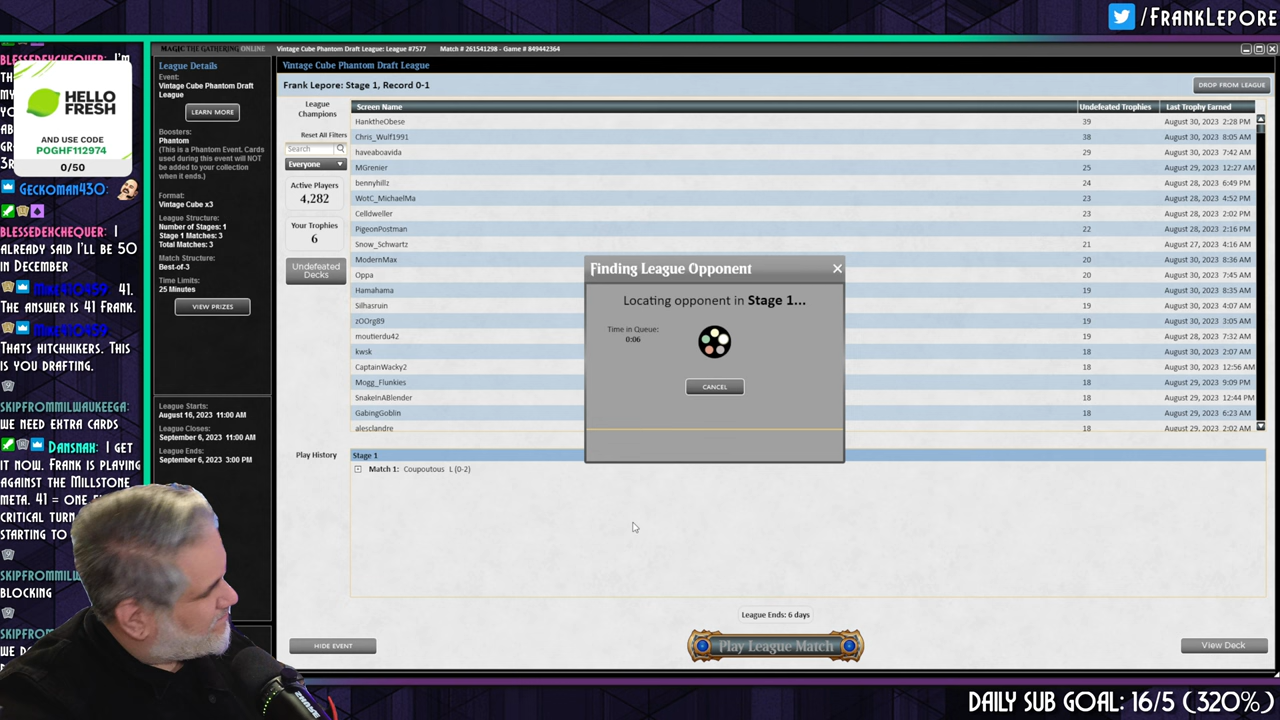 /FRANKLEPORE
BLESSEDEXCHEQUER: I'M
HELLO
FRESH
AND USE CODE
POGHF112974
0/50
GECKOMAN430:
BLESSEDEXCHEQUER: I
ALREADY SAID I'LL BE 50
IN DECEMBER
MIKE410459: 41.
THE ANSWER IS 41 FRANK.
MIKE410459:
THATS HITCHHIKERS. THIS
IS YOU DRAFTING.
SKIPFROMMILWAUKEEGA:
WE NEED EXTRA CARDS
DANSNAX: I GET
IT NOW. FRANK IS PLAYING
AGAINST THE MILLSTONE
META. 41 = ONE
CRITICAL TURN
STARTING TO
SKIPFROMMILW
BLOCKING
SKIPFROMMI
MAGIC THE GATHERING ONLINE
Vintage Cube Phantom Draft League: League #7577
Match # 261541298 - Game # 849442364
League Details
Event:
Vintage Cube Phantom Draft
League
LEARN MORE
Boosters:
Phantom
(This is a Phantom Event. Cards
used during this event will NOT
be added to your collection
when it ends.)
Format:
Vintage Cube x3
League Structure:
Number of Stages: 1
Stage 1 Matches: 3
Total Matches: 3
Match Structure:
Best-of-3
Time Limits:
25 Minutes
VIEW PRIZES
League Starts:
August 16, 2023 11:00 AM
League Closes:
September 6, 2023 11:00 AM
League Ends:
September 6, 2023 3:00 PM
Vintage Cube Phantom Draft League
Frank Lepore: Stage 1, Record 0-1
DROP FROM LEAGUE
League
Champions
Reset All Filters
Search
Everyone
Active Players
4,282
Your Trophies
6
Undefeated
Decks
Screen Name Undefeated Trophies Last Trophy Earned
HanktheObese 39 August 30, 2023 2:28 PM
Chris_Wulf1991 38 August 30, 2023 8:05 AM
haveaboavida 29 August 30, 2023 7:42 AM
MGrenier 25 August 29, 2023 12:27 AM
bennyhillz 24 August 28, 2023 6:49 PM
WotC_MichaelMa 23 August 28, 2023 4:52 PM
Celldweller 23 August 28, 2023 2:02 PM
PigeonPostman 22 August 28, 2023 2:16 PM
Snow_Schwartz 21 August 27, 2023 4:16 AM
ModernMax 20 August 30, 2023 8:36 AM
Oppa_ 20 August 30, 2023 7:45 AM
Hamahama 19 August 30, 2023 8:35 AM
Silhasruin 19 August 30, 2023 4:07 AM
zOOrg89 19 August 30, 2023 3:05 AM
moutierdu42 19 August 28, 2023 7:32 AM
kwsk 18 August 30, 2023 2:07 AM
CaptainWacky2 18 August 30, 2023 12:56 AM
Mogg_Flunkies 18 August 29, 2023 9:09 PM
SnakeInABlender 18 August 29, 2023 12:44 PM
GabingGoblin 18 August 29, 2023 6:23 AM
alesclandre 18 August 29, 2023 2:02 AM
Finding League Opponent
Locating opponent in Stage 1...
Time in Queue:
0:06
CANCEL
Play History
Stage 1
Match 1: Coupoutous L (0-2)
League Ends: 6 days
HIDE EVENT
Play League Match
View Deck
DAILY SUB GOAL: 16/5 (320%)